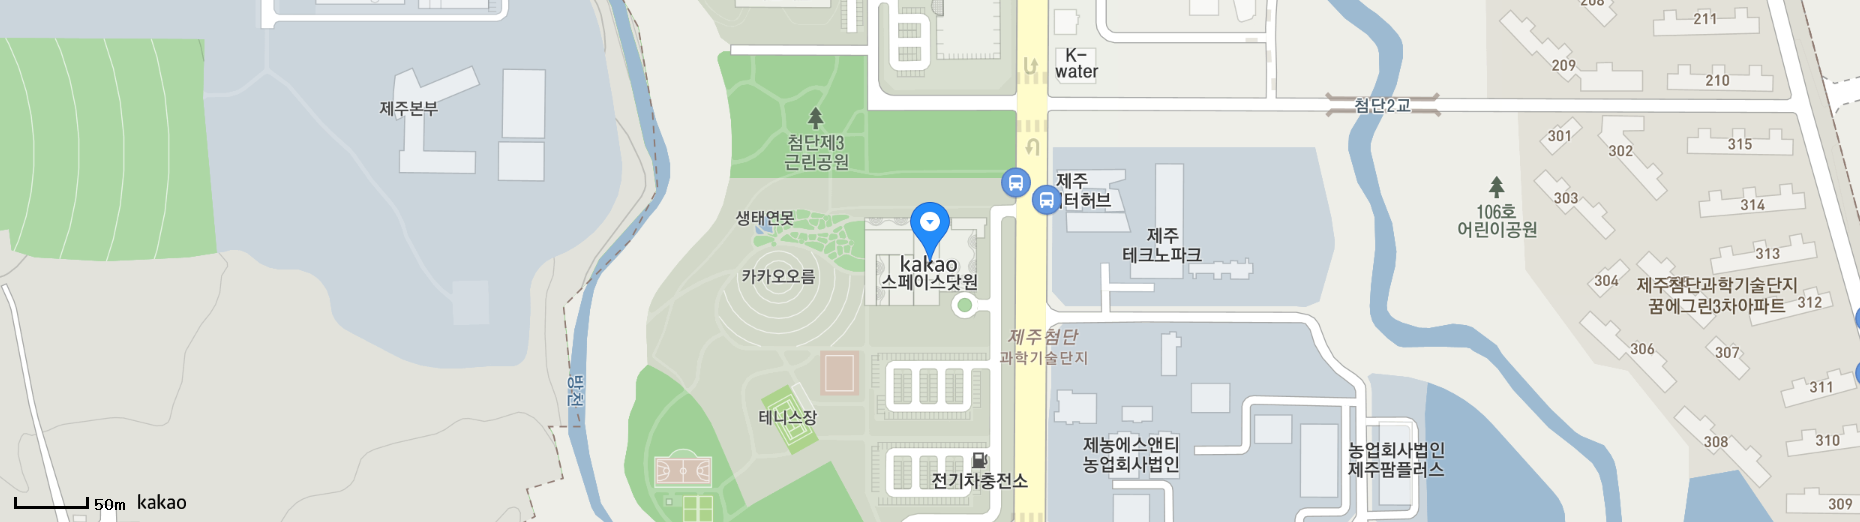 208
211
K-
water
209
210
제주본부
첨단2교
첨단제3
근린공원
301
302
315
제주
터허브
303
106호
어린이공원
314
생태연못
제주
테크노파크
313
카카오오름
kakao
스페이스닷원
304
제주첨단과학기술단지
꿈에그린3차아파트
312
제주첨단
과학기술단지
306
307
방천
311
테니스장
제농에스앤티
농업회사법인
농업회사법인
제주팜플러스
308
310
전기차충전소
50m
kakao
309